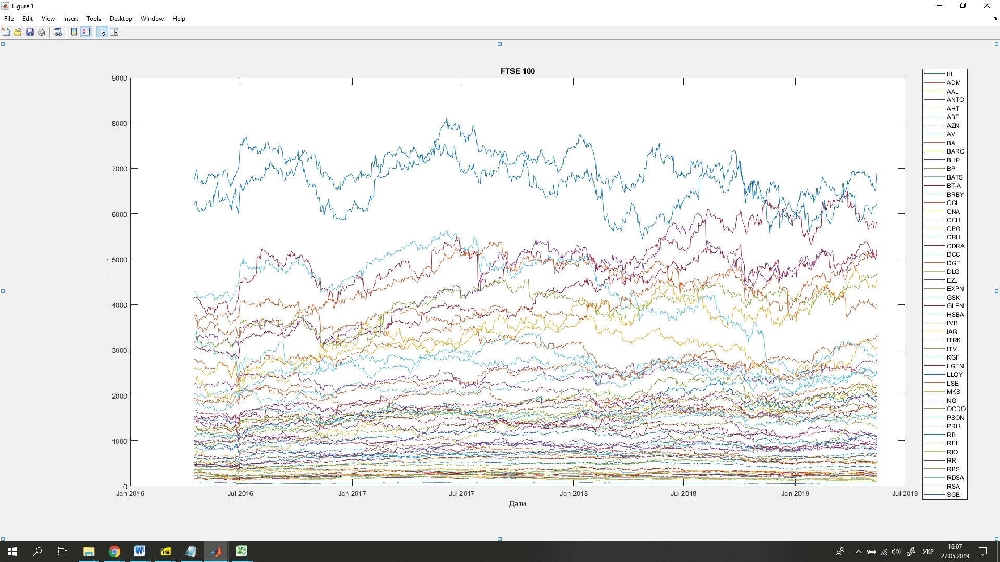 Figure 1
File Edit View Insert Tools Desktop Window Help
FTSE 100
9000
8000
7000
6000
5000
4000
3000
2000
1000
0
Jan 2016 Jul 2016 Jan 2017 Jul 2017 Jan 2018 Jul 2018 Jan 2019 Jul 2019
Дати
III
ADM
AAL
ANTO
AHT
ABF
AZN
AV
BA
BARC
BHP
BP
BATS
BT-A
BRBY
CCL
CNA
CCH
CPG
CRH
CDRA
DCC
DGE
DLG
EZJ
EXPN
GSK
GLEN
HSBA
IMB
IAG
ITRK
ITV
KGF
LGEN
LLOY
LSE
MKS
NG
OCDO
PSON
PRU
RB
REL
RIO
RR
RBS
RDSA
RSA
SGE
PDF
УКР
16:07
27.05.2019